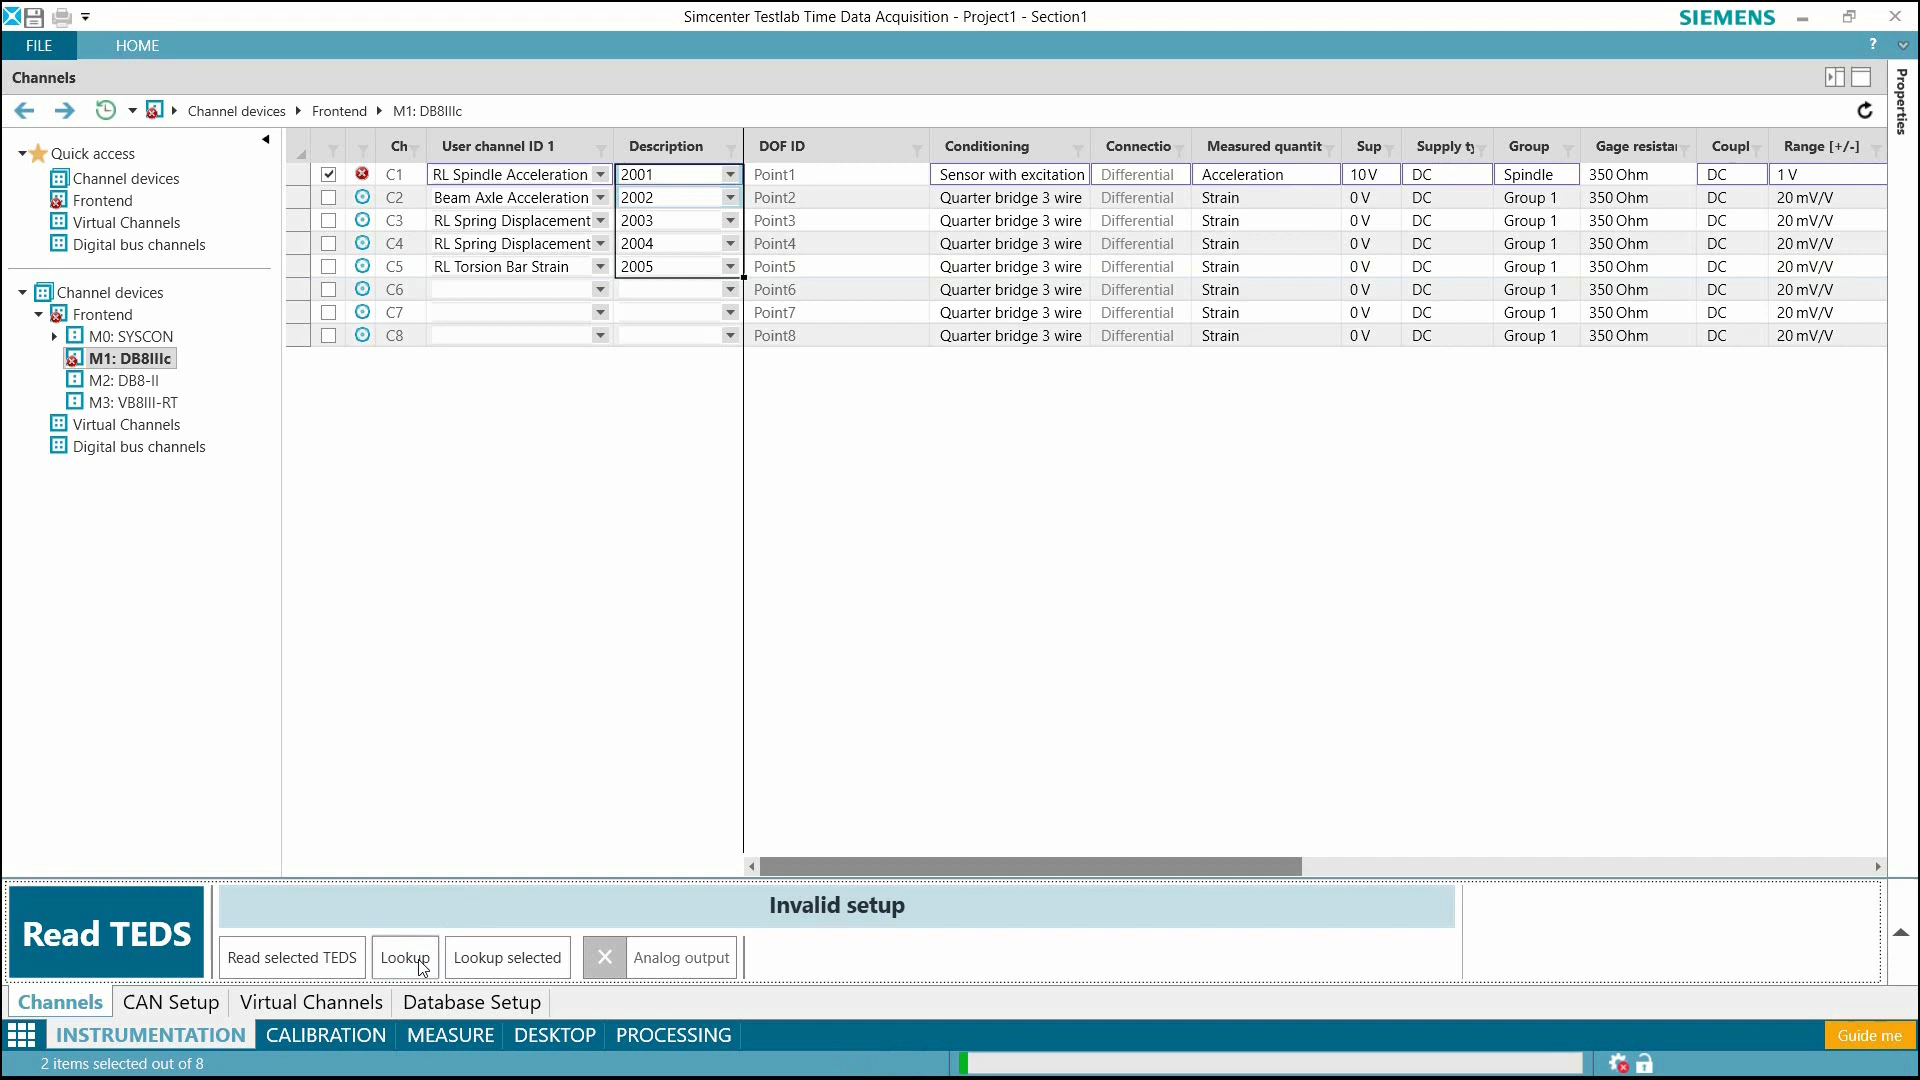 Simcenter Testlab Time Data Acquisition - Project1 - Section1
SIEMENS
FILE HOME ?
Channels
Channel devices Frontend M1: DB8IIIc
Properties
Quick access
Channel devices
Frontend
Virtual Channels
Digital bus channels
Channel devices
Frontend
M0: SYSCON
M1: DB8IIIc
M2: DB8-II
M3: VB8III-RT
Virtual Channels
Digital bus channels
Ch User channel ID 1 Description DOF ID Conditioning Connectio Measured quantit Sup Supply ty Group Gage resistar Coupl Range [+/-]
C1 RL Spindle Acceleration 2001 Point1 Sensor with excitation Differential Acceleration 10 V DC Spindle 350 Ohm DC 1 V
C2 Beam Axle Acceleration 2002 Point2 Quarter bridge 3 wire Differential Strain 0 V DC Group 1 350 Ohm DC 20 mV/V
C3 RL Spring Displacement 2003 Point3 Quarter bridge 3 wire Differential Strain 0 V DC Group 1 350 Ohm DC 20 mV/V
C4 RL Spring Displacement 2004 Point4 Quarter bridge 3 wire Differential Strain 0 V DC Group 1 350 Ohm DC 20 mV/V
C5 RL Torsion Bar Strain 2005 Point5 Quarter bridge 3 wire Differential Strain 0 V DC Group 1 350 Ohm DC 20 mV/V
C6 Point6 Quarter bridge 3 wire Differential Strain 0 V DC Group 1 350 Ohm DC 20 mV/V
C7 Point7 Quarter bridge 3 wire Differential Strain 0 V DC Group 1 350 Ohm DC 20 mV/V
C8 Point8 Quarter bridge 3 wire Differential Strain 0 V DC Group 1 350 Ohm DC 20 mV/V
Read TEDS
Invalid setup
Read selected TEDS Lookup Lookup selected Analog output
Channels CAN Setup Virtual Channels Database Setup
INSTRUMENTATION CALIBRATION MEASURE DESKTOP PROCESSING Guide me
2 items selected out of 8